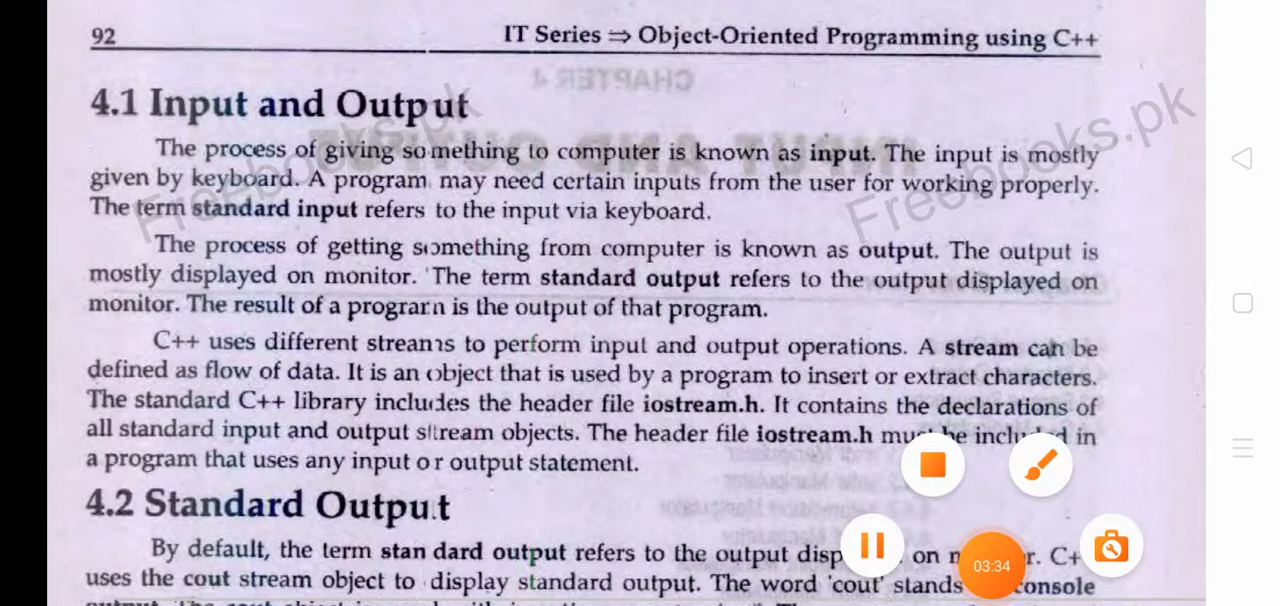 92
IT Series ⇒ Object-Oriented Programming using C++
4.1 Input and Output
The process of giving something to computer is known as input. The input is mostly
given by keyboard. A program may need certain inputs from the user for working properly.
The term standard input refers to the input via keyboard.
The process of getting something from computer is known as output. The output is
mostly displayed on monitor. The term standard output refers to the output displayed on
monitor. The result of a program is the output of that program.
C++ uses different streams to perform input and output operations. A stream can be
defined as flow of data. It is an object that is used by a program to insert or extract characters.
The standard C++ library includes the header file iostream.h. It contains the declarations of
all standard input and output stream objects. The header file iostream.h must be included in
a program that uses any input or output statement.
4.2 Standard Output
By default, the term standard output refers to the output on C+
uses the cout stream object to display standard output. The word 'cout' stands console
Freebooks.pk
Freebooks.pk
03:34